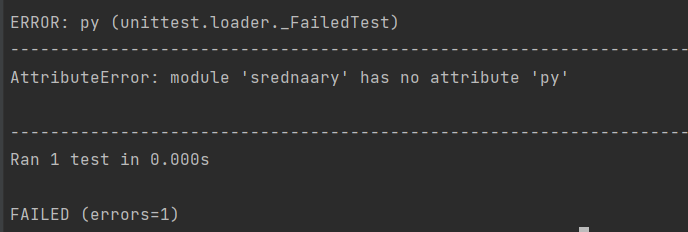 ERROR: py (unittest.loader._FailedTest)
----------------------------------------------------------------------
AttributeError: module 'srednaary' has no attribute 'py'
----------------------------------------------------------------------
Ran 1 test in 0.000s
FAILED (errors=1)